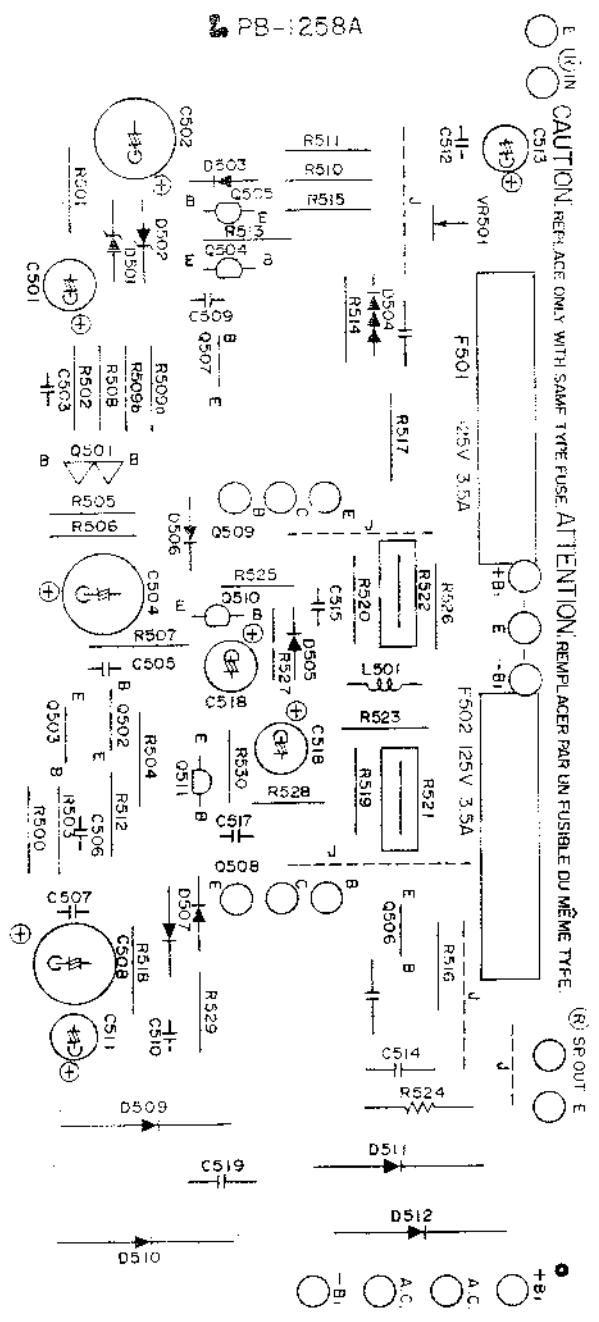 PB-1258A
E
(R) IN
CAUTION: REPLACE ONLY WITH SAME TYPE FUSE. ATTENTION: REMPLACER PAR UN FUSIBLE DU MÊME TYPE.
C502
R511
C512
C513
D503
R510
R501
B
Q505
E
R515
J
VR501
D502
D501
R513
E
Q504
B
C501
C509
R514
D504
F501
125V 3.5A
Q507
B
E
C503
R502
R508
R509b
R509a
R517
B
Q501
B
R505
R506
D506
B
C
E
Q509
J
C504
R525
E
Q510
B
C515
R520
R522
R526
+B1
E
-B1
R507
C505
C518
R527
D505
L501
E
Q503
B
B
Q502
E
R504
C518
R523
F502
125V 3.5A
E
Q511
B
R530
R528
R519
R521
R500
R503
C506
R512
C517
J
Q508
E
C
B
C507
D507
E
Q506
B
C508
R518
R516
J
C511
C510
R529
(R) SP OUT E
J
C514
R524
D509
D511
C519
D512
D510
-B1
A.C.
A.C.
+B1